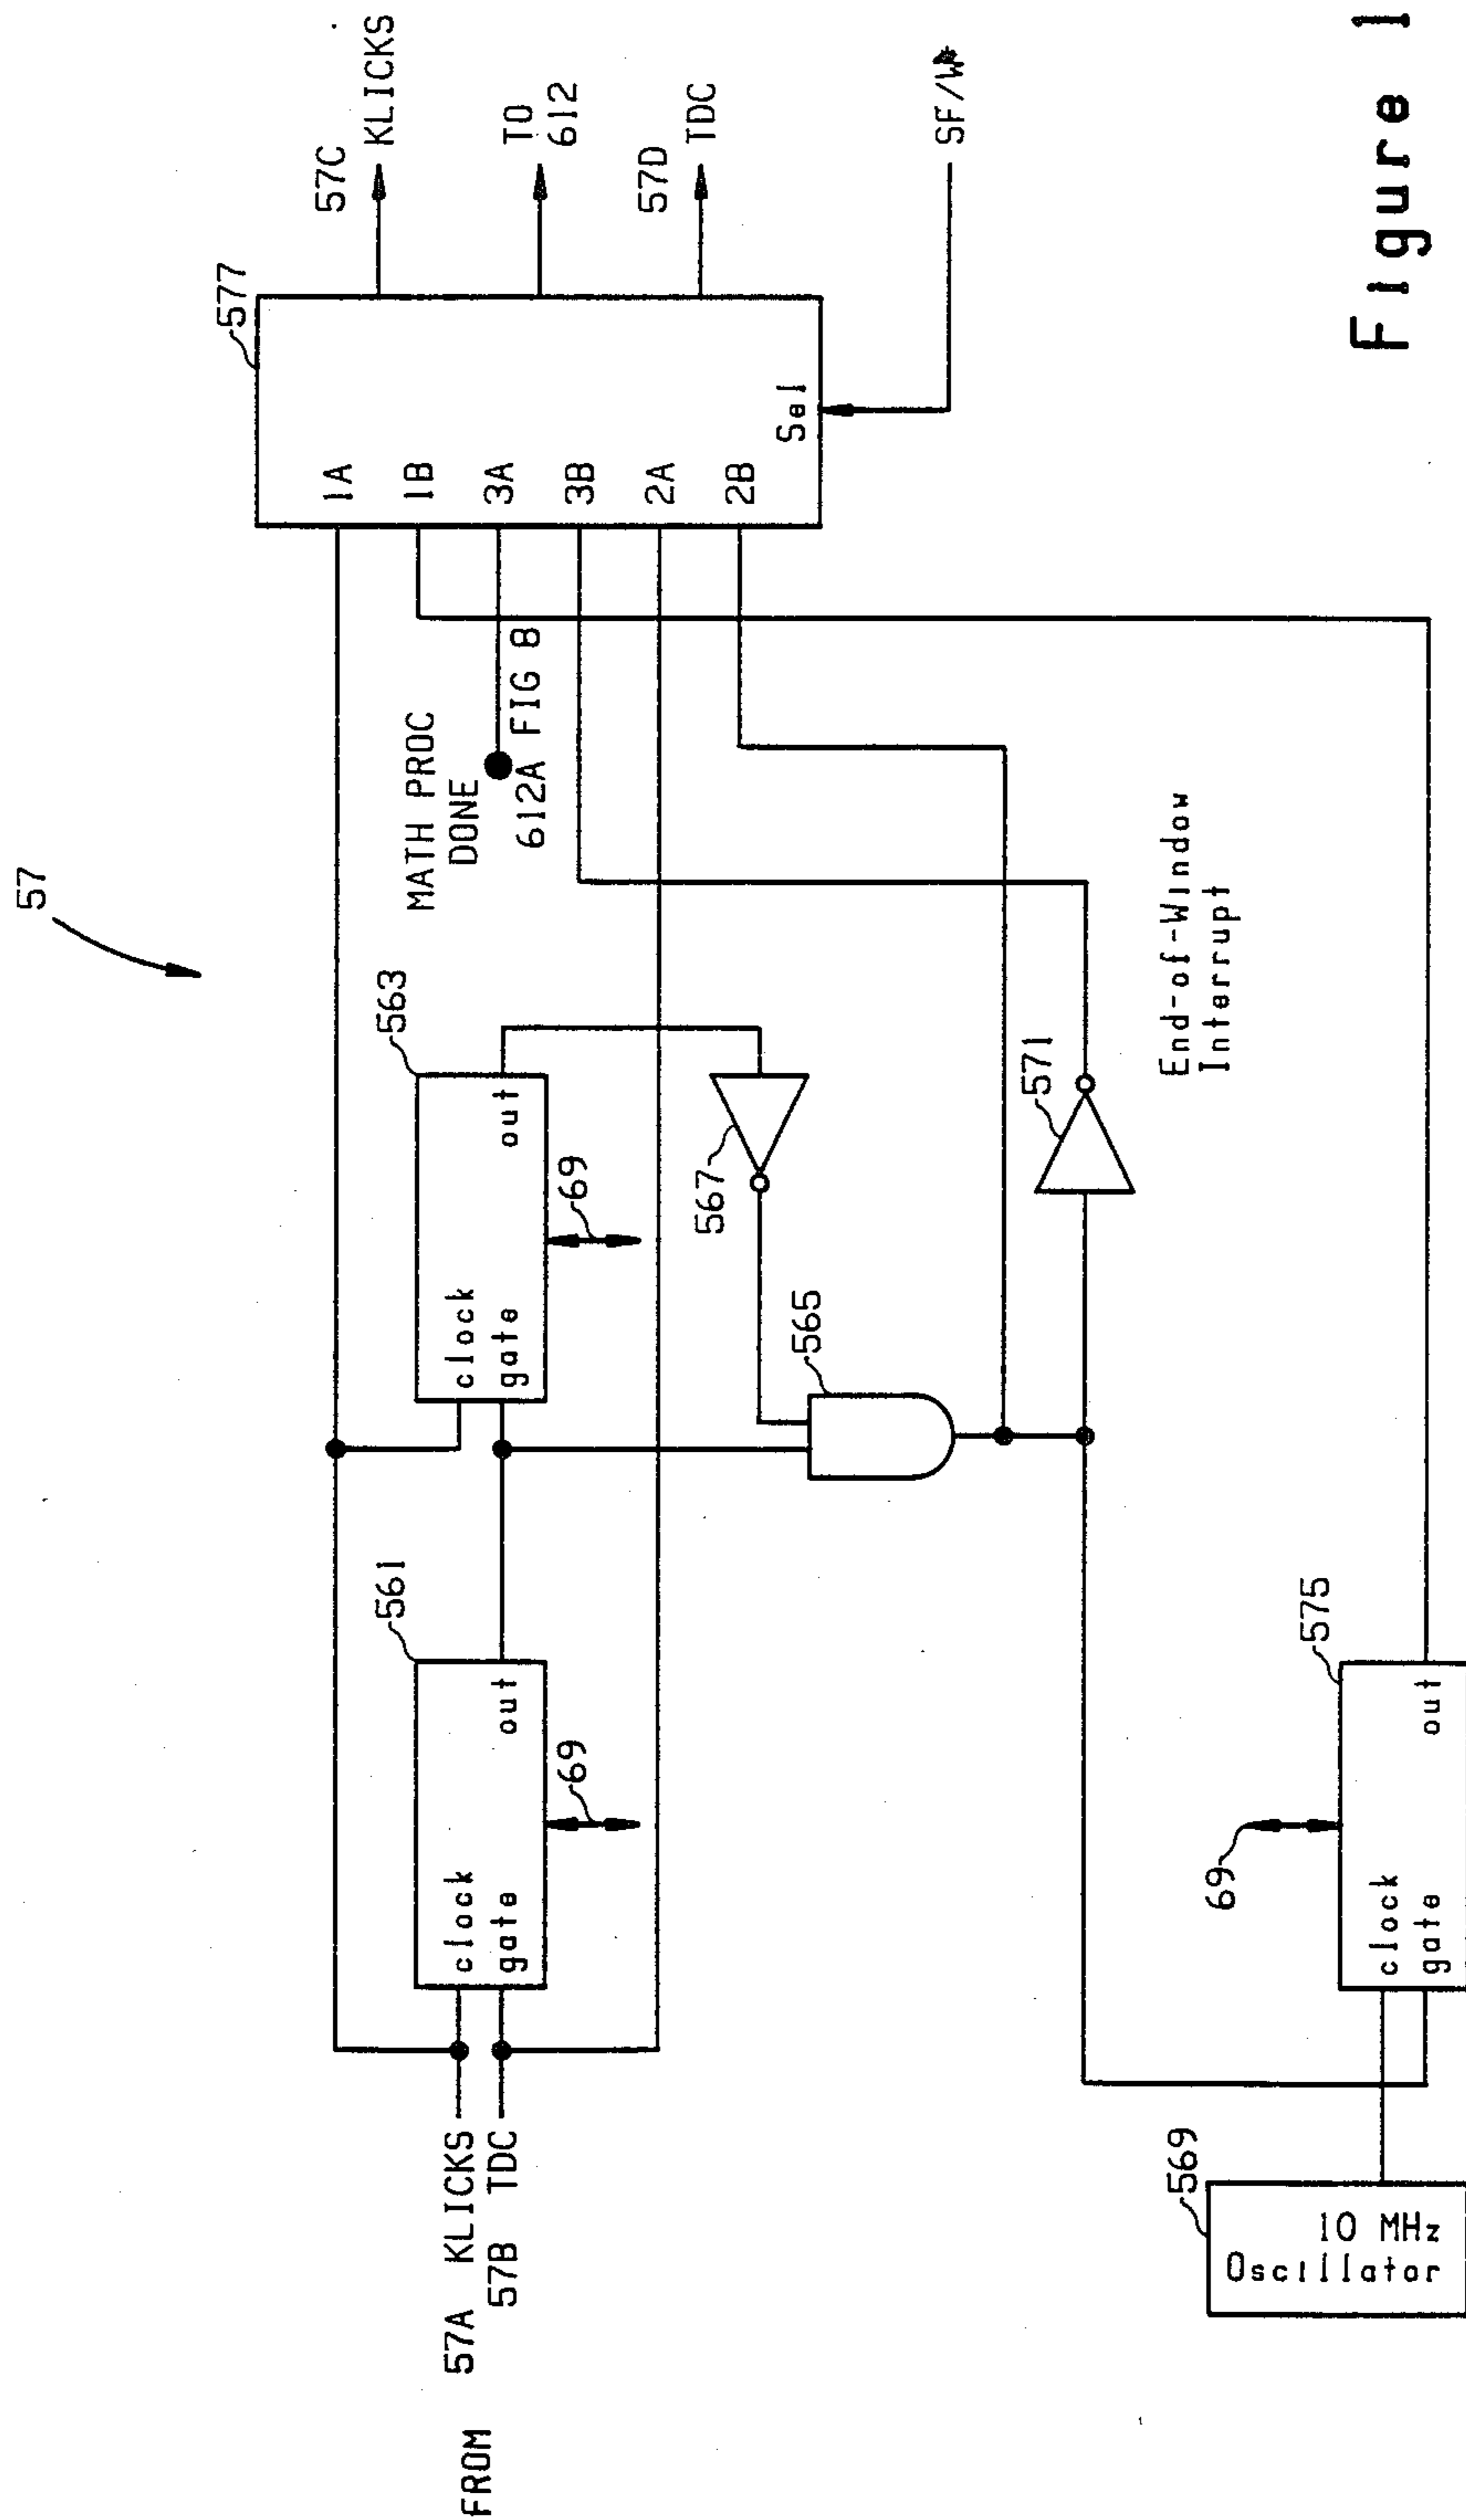 57
577
57C
KLICKS
1A
1B
3A
3B
2A
2B
Sel
TO
612
57D
TDC
SF/W*
MATH PROC
DONE
612A FIG 8
563
clock
gate
out
69
561
clock
gate
out
69
FROM
57A KLICKS
57B TDC
567
565
571
End-of-Window
Interrupt
575
69
clock
gate
out
569
10 MHz
Oscillator
Figure 1